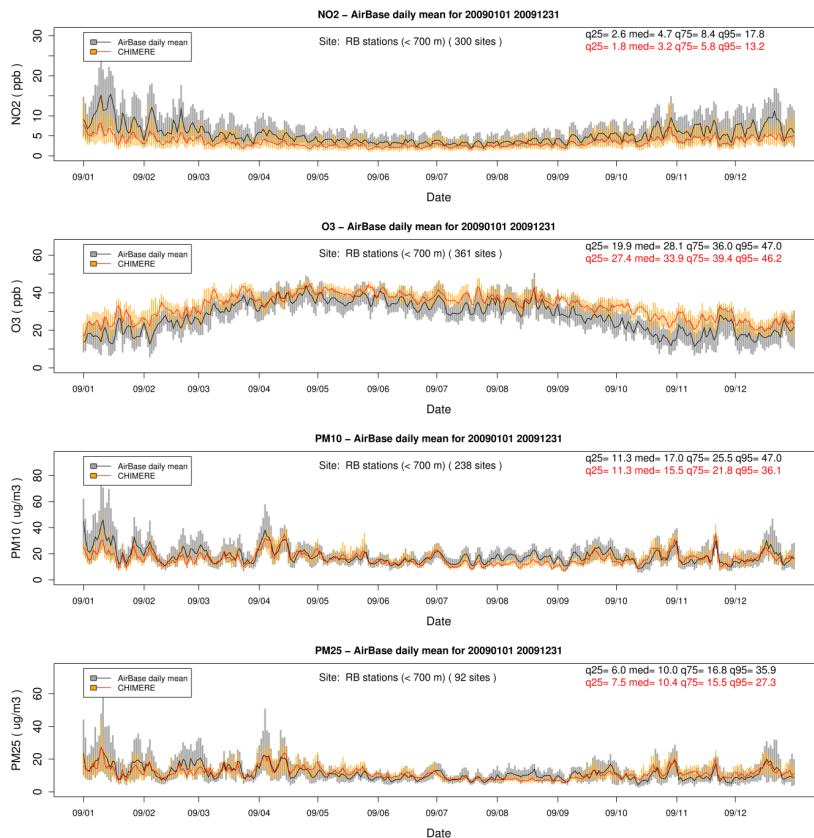 NO2 − AirBase daily mean for 20090101 20091231
AirBase daily mean
CHIMERE
Site: RB stations (< 700 m) ( 300 sites )
q25= 2.6 med= 4.7 q75= 8.4 q95= 17.8
q25= 1.8 med= 3.2 q75= 5.8 q95= 13.2
NO2 ( ppb )
30
20
10
5
0
09/01 09/02 09/03 09/04 09/05 09/06 09/07 09/08 09/09 09/10 09/11 09/12
Date
O3 − AirBase daily mean for 20090101 20091231
AirBase daily mean
CHIMERE
Site: RB stations (< 700 m) ( 361 sites )
q25= 19.9 med= 28.1 q75= 36.0 q95= 47.0
q25= 27.4 med= 33.9 q75= 39.4 q95= 46.2
O3 ( ppb )
60
40
20
0
09/01 09/02 09/03 09/04 09/05 09/06 09/07 09/08 09/09 09/10 09/11 09/12
Date
PM10 − AirBase daily mean for 20090101 20091231
AirBase daily mean
CHIMERE
Site: RB stations (< 700 m) ( 238 sites )
q25= 11.3 med= 17.0 q75= 25.5 q95= 47.0
q25= 11.3 med= 15.5 q75= 21.8 q95= 36.1
PM10 ( ug/m3 )
80
60
40
20
0
09/01 09/02 09/03 09/04 09/05 09/06 09/07 09/08 09/09 09/10 09/11 09/12
Date
PM25 − AirBase daily mean for 20090101 20091231
AirBase daily mean
CHIMERE
Site: RB stations (< 700 m) ( 92 sites )
q25= 6.0 med= 10.0 q75= 16.8 q95= 35.9
q25= 7.5 med= 10.4 q75= 15.5 q95= 27.3
PM25 ( ug/m3 )
60
40
20
0
09/01 09/02 09/03 09/04 09/05 09/06 09/07 09/08 09/09 09/10 09/11 09/12
Date